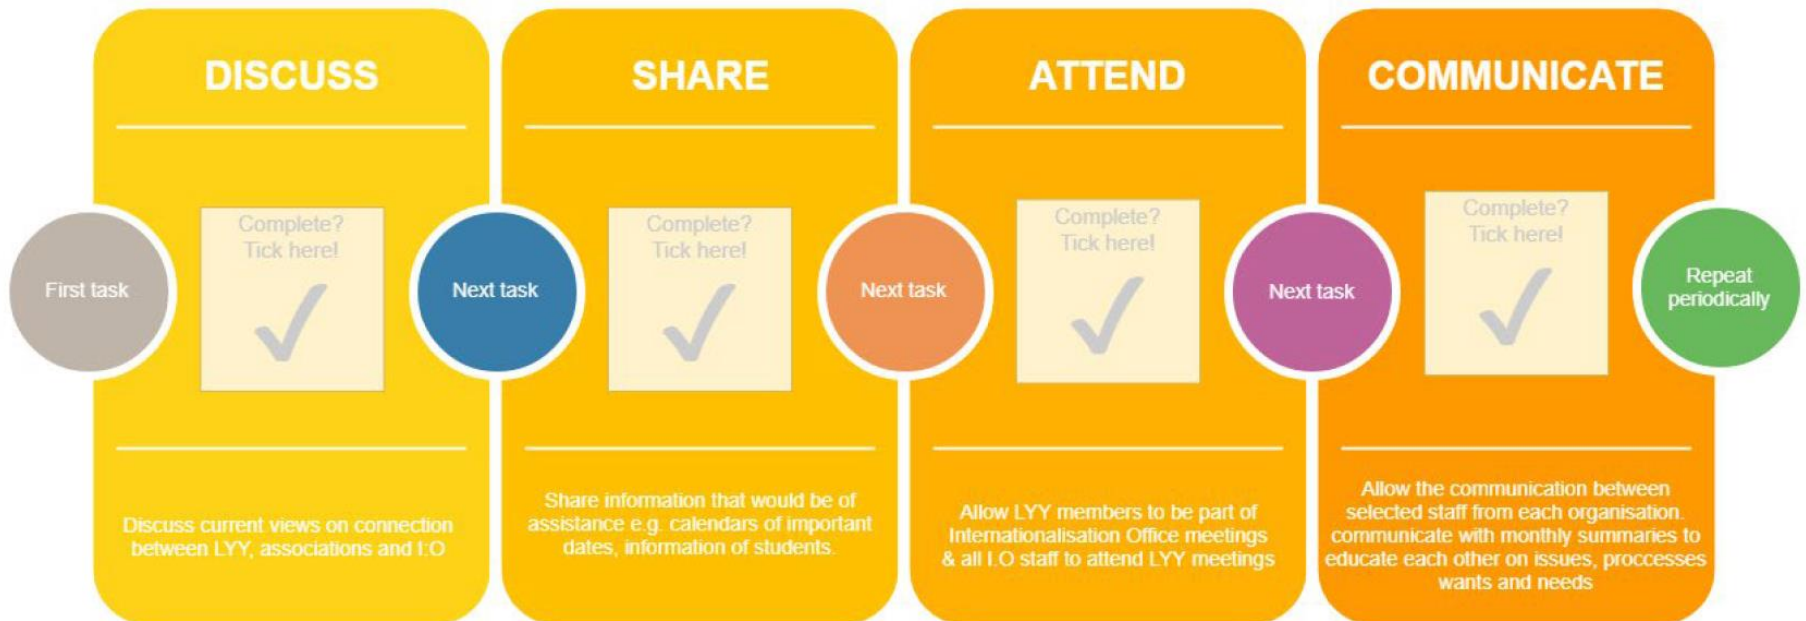 DISCUSS
Complete?
Tick here!
First task
Discuss current views on connection
between LYY, associations and I:O
SHARE
Complete?
Tick here!
Next task
Share information that would be of
assistance e.g. calendars of important
dates, information of students.
ATTEND
Complete?
Tick here!
Next task
Allow LYY members to be part of
Internationalisation Office meetings
& all I.O staff to attend LYY meetings
COMMUNICATE
Complete?
Tick here!
Next task
Allow the communication between
selected staff from each organisation.
communicate with monthly summaries to
educate each other on issues, proccesses
wants and needs
Repeat
periodically